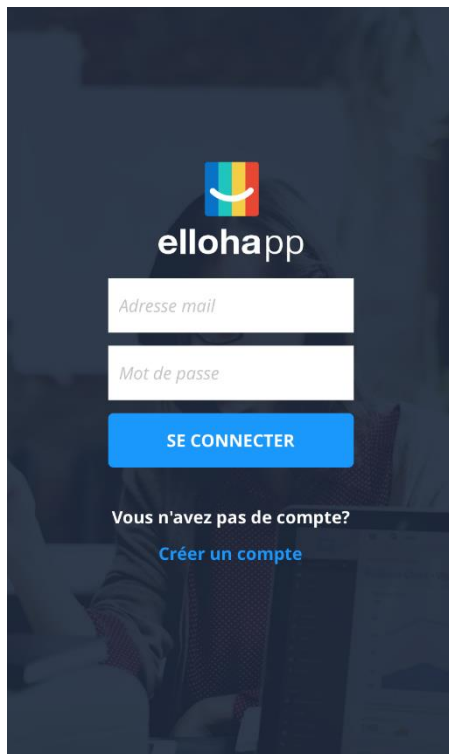 ellohapp
Adresse mail
Mot de passe
SE CONNECTER
Vous n'avez pas de compte?
Créer un compte